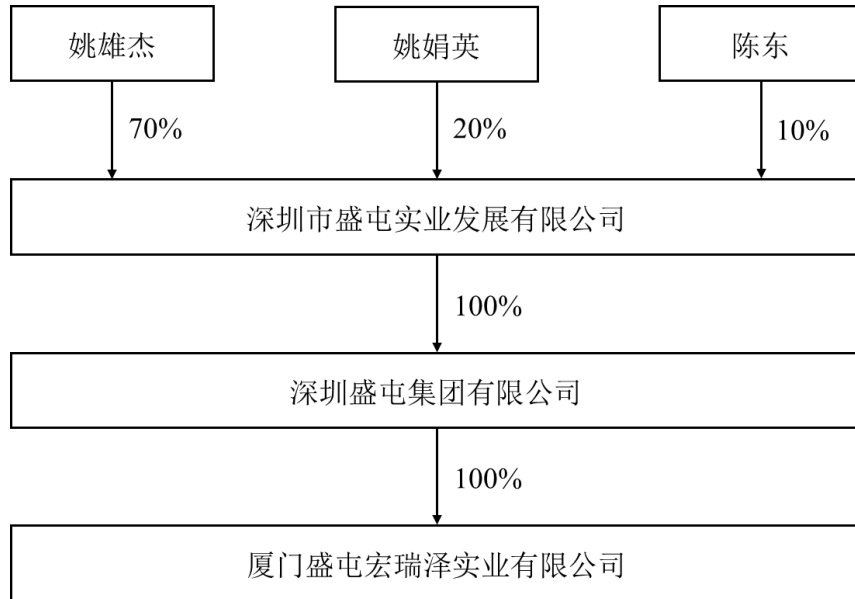 姚雄杰
姚娟英
陈东
70%
20%
10%
深圳市盛屯实业发展有限公司
100%
深圳盛屯集团有限公司
100%
厦门盛屯宏瑞泽实业有限公司